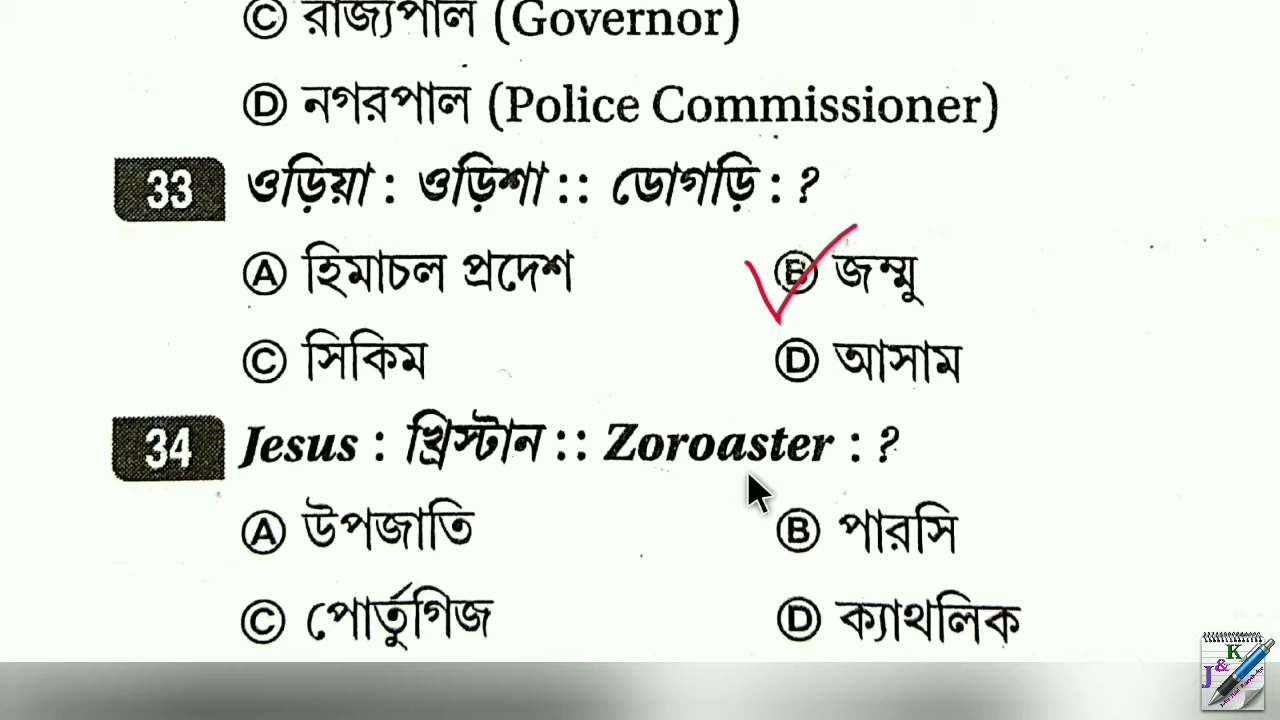 C রাজ্যপাল (Governor)
D নগরপাল (Police Commissioner)
33 ওড়িয়া : ওড়িশা :: ডোগড়ি : ?
A হিমাচল প্রদেশ B জম্মু
C সিকিম D আসাম
34 Jesus : খ্রিস্টান :: Zoroaster : ?
A উপজাতি B পারসি
C পোর্তুগিজ D ক্যাথলিক
J&K